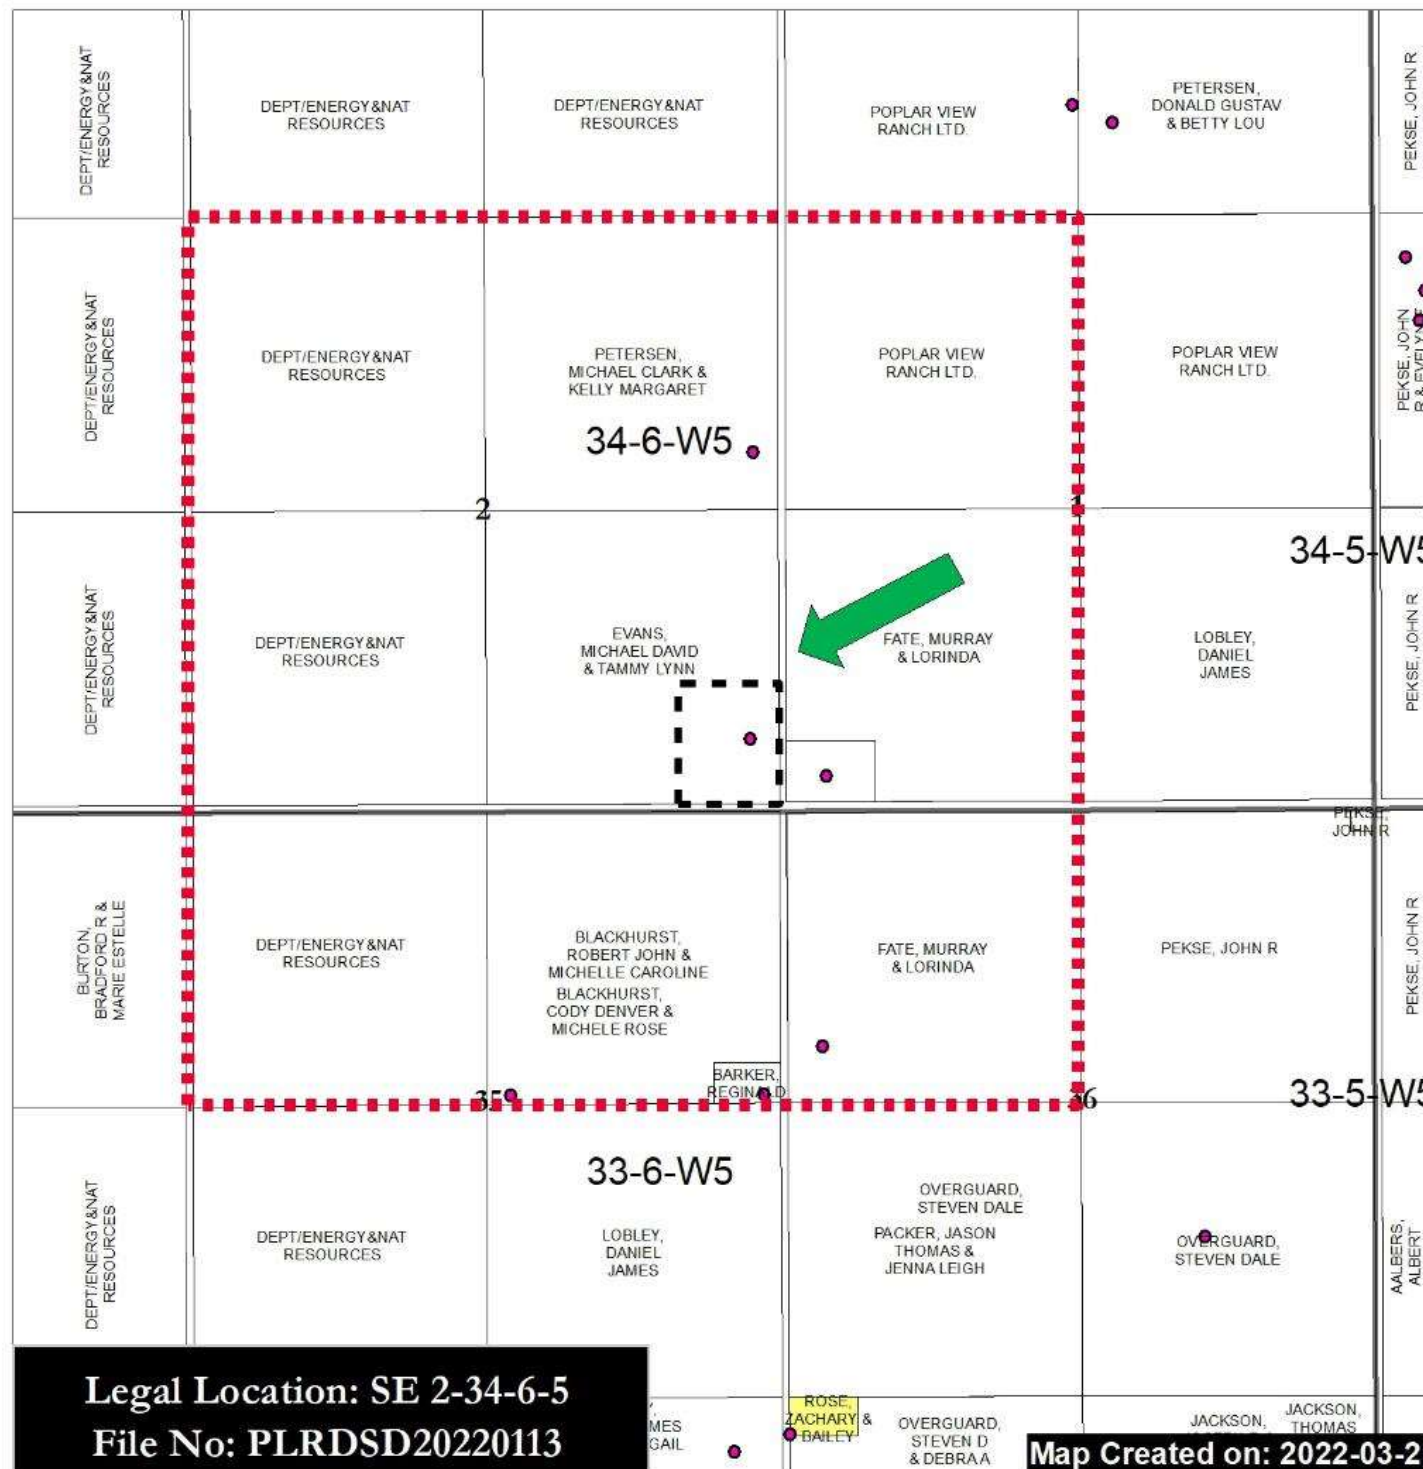 DEPT/ENERGY&NAT
RESOURCES
DEPT/ENERGY&NAT
RESOURCES
DEPT/ENERGY&NAT
RESOURCES
POPLAR VIEW
RANCH LTD.
PETERSEN,
DONALD GUSTAV
& BETTY LOU
PEKSE, JOHN R
DEPT/ENERGY&NAT
RESOURCES
DEPT/ENERGY&NAT
RESOURCES
PETERSEN,
MICHAEL CLARK &
KELLY MARGARET
POPLAR VIEW
RANCH LTD.
POPLAR VIEW
RANCH LTD.
PEKSE, JOHN
R & EVELYN E
34-6-W5
2
1
34-5-W5
DEPT/ENERGY&NAT
RESOURCES
DEPT/ENERGY&NAT
RESOURCES
EVANS,
MICHAEL DAVID
& TAMMY LYNN
FATE, MURRAY
& LORINDA
LOBLEY,
DANIEL
JAMES
PEKSE, JOHN R
PEKSE,
JOHN R
BURTON,
BRADFORD R &
MARIE ESTELLE
DEPT/ENERGY&NAT
RESOURCES
BLACKHURST,
ROBERT JOHN &
MICHELLE CAROLINE
BLACKHURST,
CODY DENVER &
MICHELE ROSE
FATE, MURRAY
& LORINDA
PEKSE, JOHN R
PEKSE, JOHN R
BARKER,
REGINALD
35
36
33-5-W5
33-6-W5
DEPT/ENERGY&NAT
RESOURCES
DEPT/ENERGY&NAT
RESOURCES
LOBLEY,
DANIEL
JAMES
OVERGUARD,
STEVEN DALE
PACKER, JASON
THOMAS &
JENNA LEIGH
OVERGUARD,
STEVEN DALE
AALBERS,
ALBERT
Legal Location: SE 2-34-6-5
File No: PLRDSD20220113
MES
GAIL
ROSE,
ZACHARY &
BAILEY
OVERGUARD,
STEVEN D
& DEBRA A
JACKSON,
JACKSON,
THOMAS
Map Created on: 2022-03-2